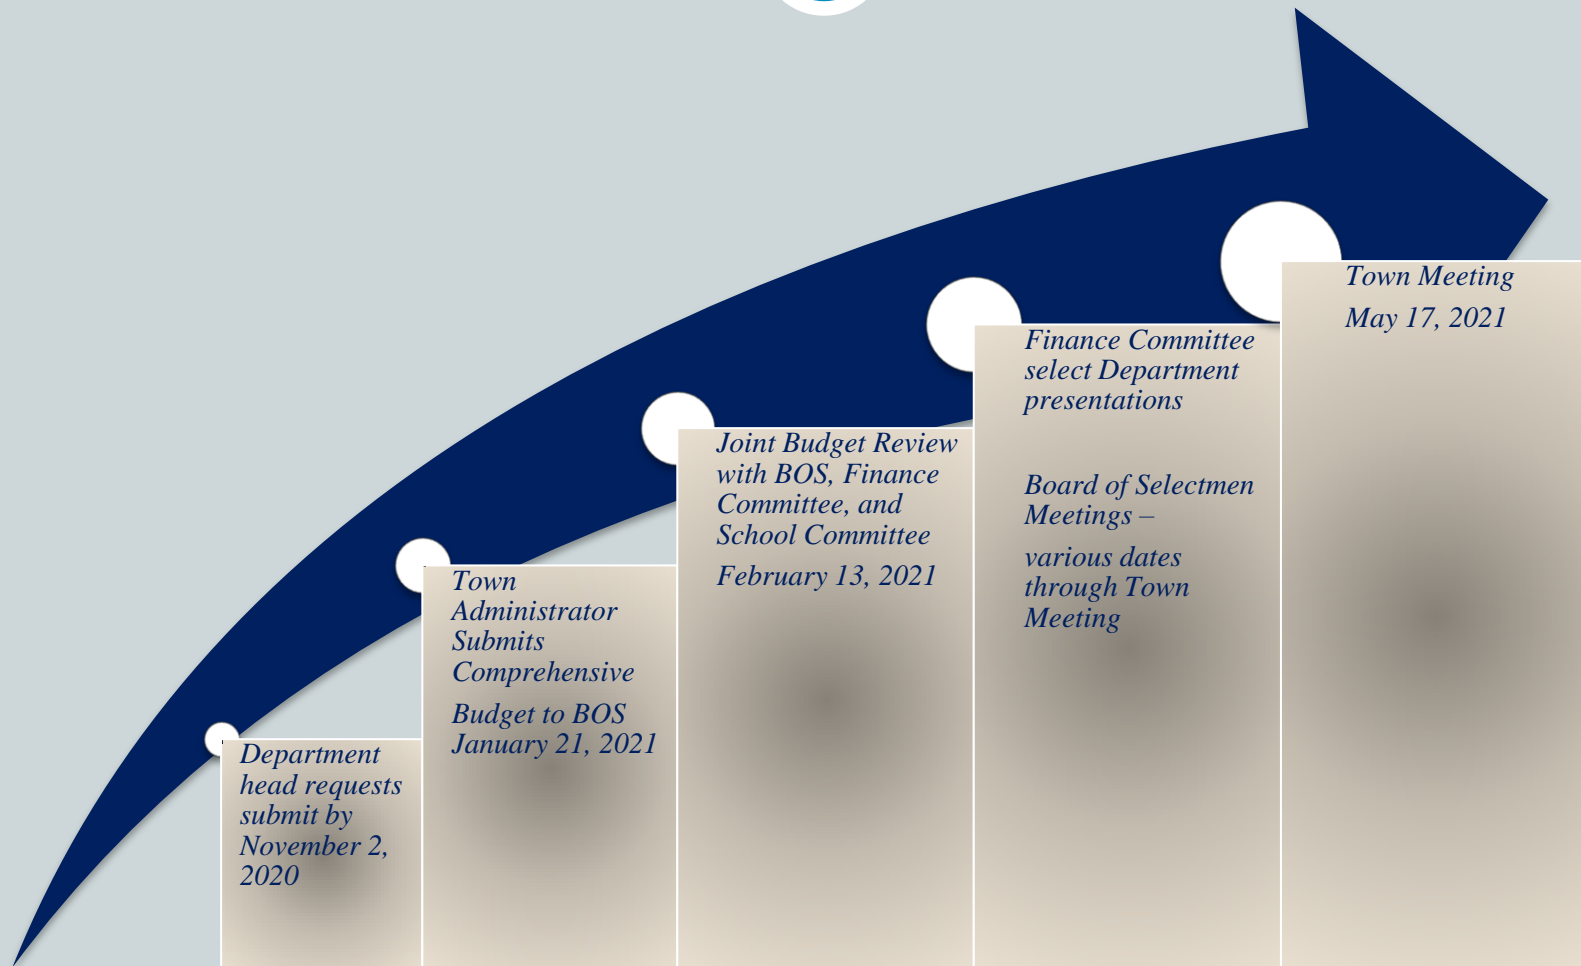 Department
head requests
submit by
November 2,
2020
Town
Administrator
Submits
Comprehensive
Budget to BOS
January 21, 2021
Joint Budget Review
with BOS, Finance
Committee, and
School Committee
February 13, 2021
Finance Committee
select Department
presentations
Board of Selectmen
Meetings –
various dates
through Town
Meeting
Town Meeting
May 17, 2021